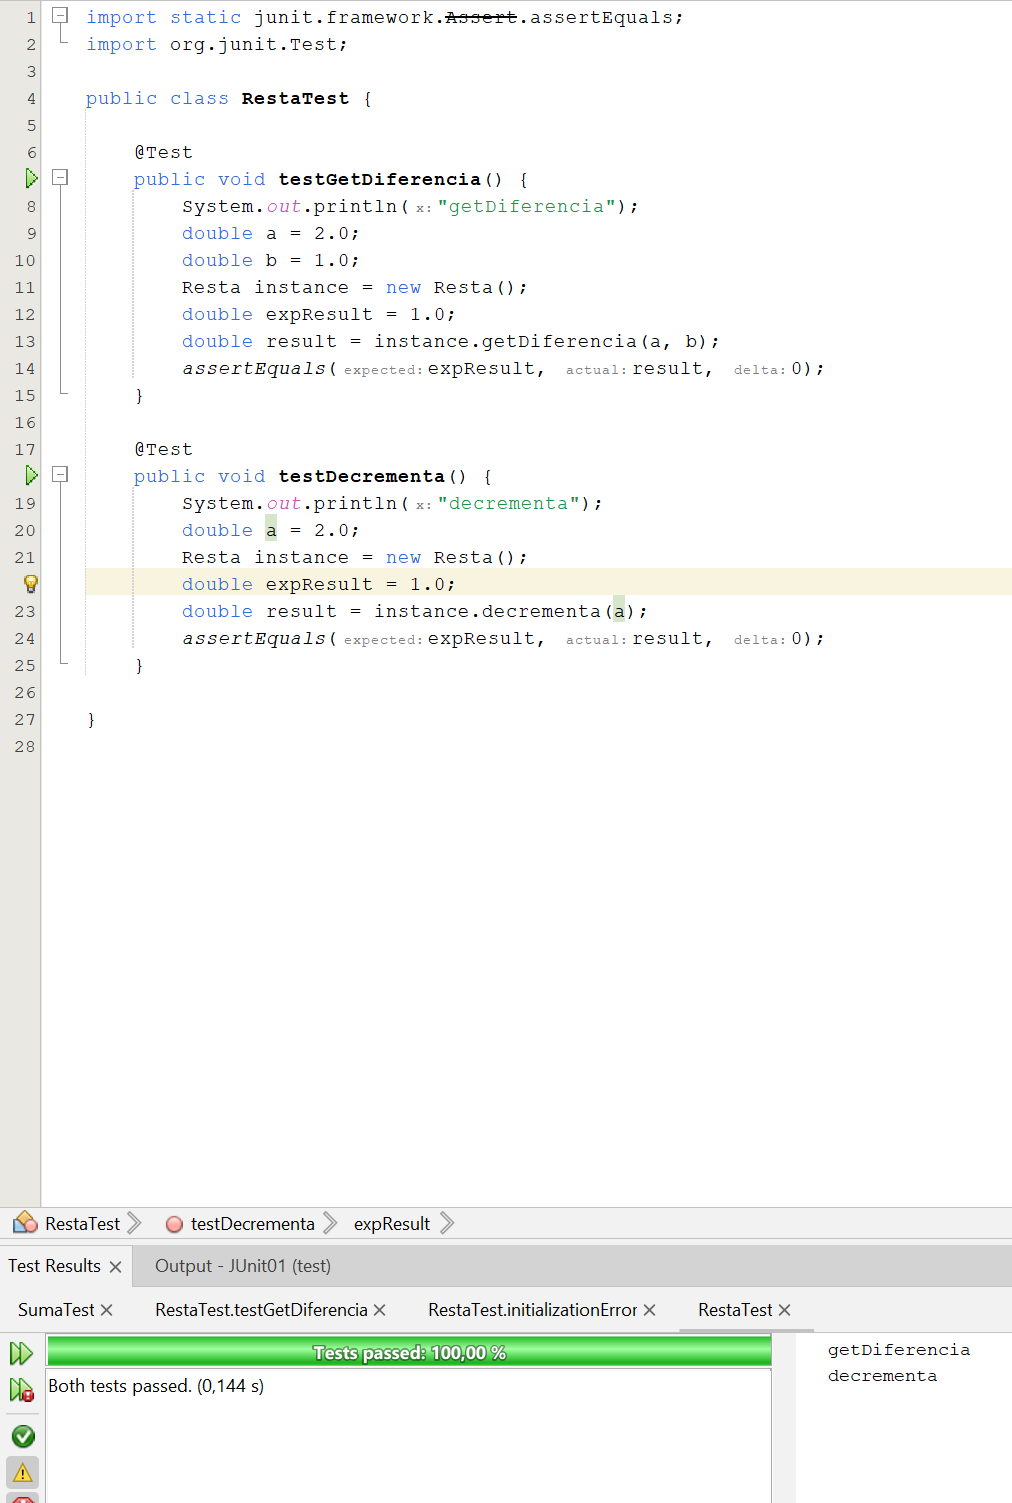 1 import static junit.framework.Assert.assertEquals;
2 import org.junit.Test;
3
4 public class RestaTest {
5
6 @Test
public void testGetDiferencia() {
8 System.out.println( x: "getDiferencia");
9 double a = 2.0;
10 double b = 1.0;
11 Resta instance = new Resta();
12 double expResult = 1.0;
13 double result = instance.getDiferencia(a, b);
14 assertEquals( expected: expResult, actual: result, delta: 0);
15 }
16
17 @Test
public void testDecrementa() {
19 System.out.println( x: "decrementa");
20 double a = 2.0;
21 Resta instance = new Resta();
double expResult = 1.0;
23 double result = instance.decrementa(a);
24 assertEquals( expected: expResult, actual: result, delta: 0);
25 }
26
27 }
28
RestaTest testDecrementa expResult
Test Results Output - JUnit01 (test)
SumaTest RestaTest.testGetDiferencia RestaTest.initializationError RestaTest
Tests passed: 100,00 %
Both tests passed. (0,144 s)
getDiferencia
decrementa